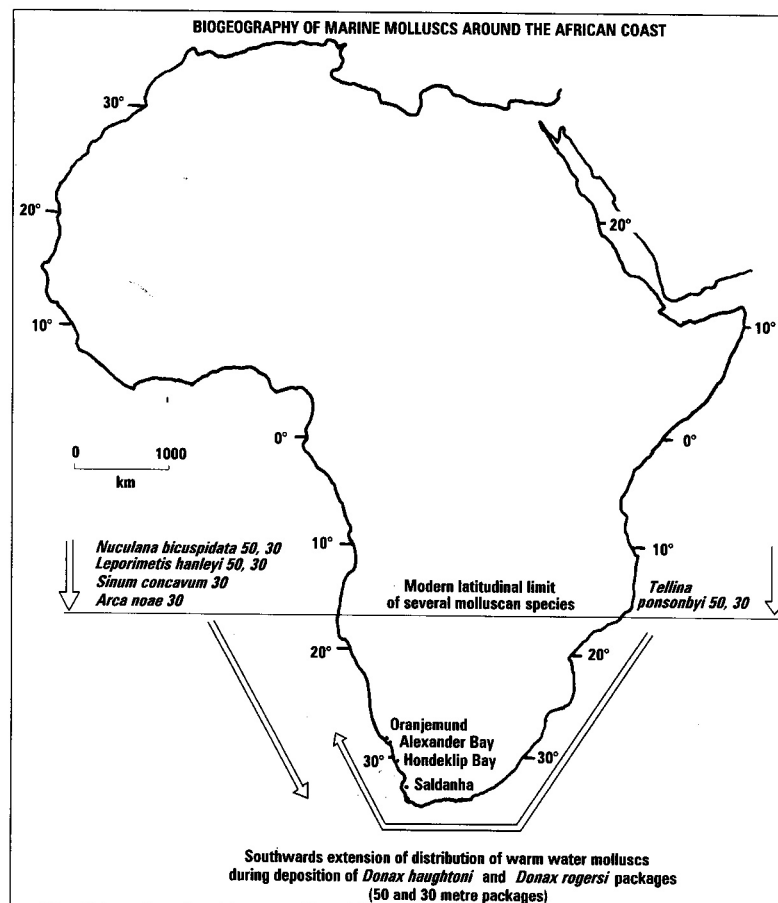 BIOGEOGRAPHY OF MARINE MOLLUSCS AROUND THE AFRICAN COAST
30°
20°
20°
10°
10°
0°
0°
0 1000
km
10°
10°
Nuculana bicuspidata 50, 30
Leporimetis hanleyi 50, 30
Sinum concavum 30
Arca noae 30
Modern latitudinal limit
of several molluscan species
Tellina
ponsonbyi 50, 30
20°
20°
Oranjemund
Alexander Bay
30°
Hondeklip Bay
30°
Saldanha
Southwards extension of distribution of warm water molluscs
during deposition of Donax haughtoni and Donax rogersi packages
(50 and 30 metre packages)